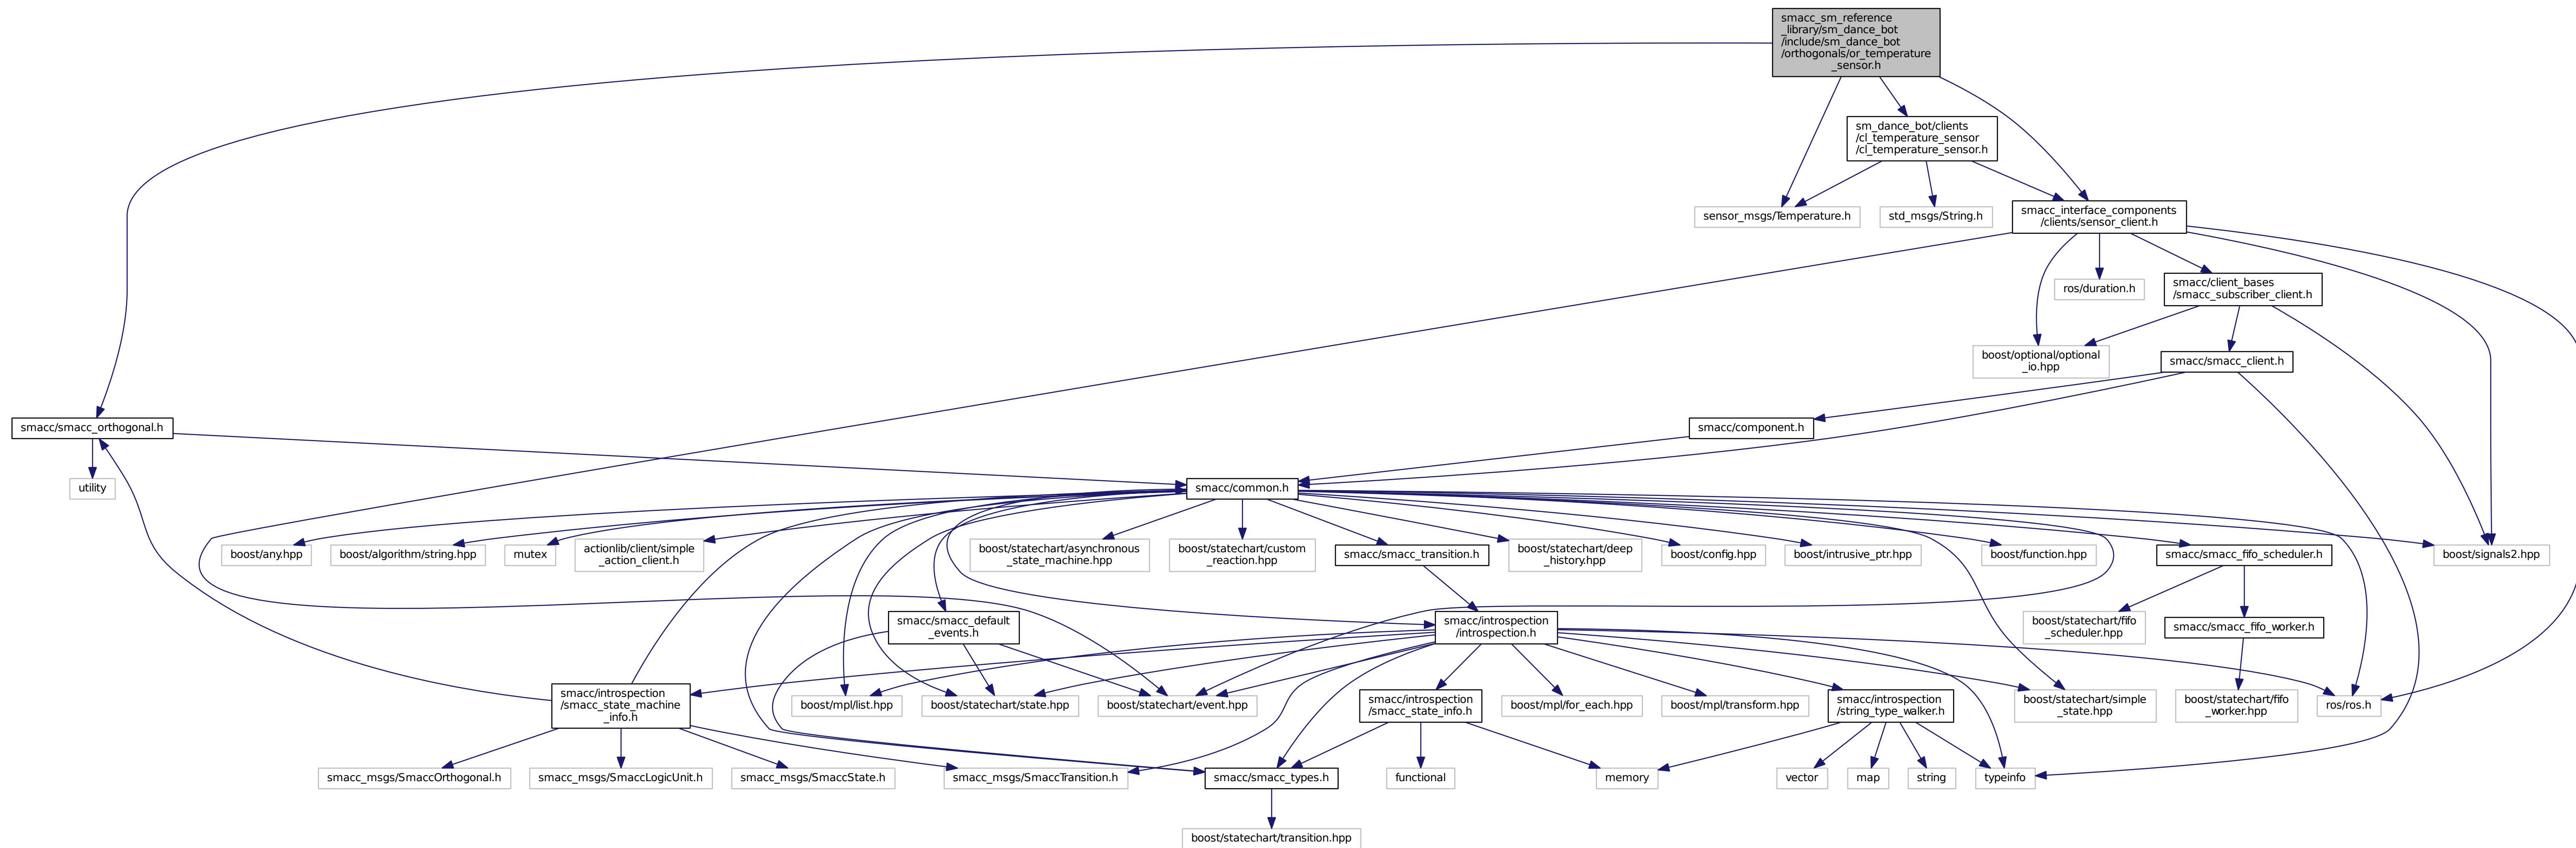 smacc_sm_reference
_library/sm_dance_bot
/include/sm_dance_bot
/orthogonals/or_temperature
_sensor.h
sm_dance_bot/clients
/cl_temperature_sensor
/cl_temperature_sensor.h
sensor_msgs/Temperature.h
std_msgs/String.h
smacc_interface_components
/clients/sensor_client.h
ros/duration.h
smacc/client_bases
/smacc_subscriber_client.h
boost/optional/optional
_io.hpp
smacc/smacc_client.h
smacc/smacc_orthogonal.h
smacc/component.h
utility
smacc/common.h
boost/any.hpp
boost/algorithm/string.hpp
mutex
actionlib/client/simple
_action_client.h
boost/statechart/asynchronous
_state_machine.hpp
boost/statechart/custom
_reaction.hpp
smacc/smacc_transition.h
boost/statechart/deep
_history.hpp
boost/config.hpp
boost/intrusive_ptr.hpp
boost/function.hpp
smacc/smacc_fifo_scheduler.h
boost/signals2.hpp
smacc/smacc_default
_events.h
smacc/introspection
/introspection.h
boost/statechart/fifo
_scheduler.hpp
smacc/smacc_fifo_worker.h
smacc/introspection
/smacc_state_machine
_info.h
boost/mpl/list.hpp
boost/statechart/state.hpp
boost/statechart/event.hpp
smacc/introspection
/smacc_state_info.h
boost/mpl/for_each.hpp
boost/mpl/transform.hpp
smacc/introspection
/string_type_walker.h
boost/statechart/simple
_state.hpp
boost/statechart/fifo
_worker.hpp
ros/ros.h
smacc_msgs/SmaccOrthogonal.h
smacc_msgs/SmaccLogicUnit.h
smacc_msgs/SmaccState.h
smacc_msgs/SmaccTransition.h
smacc/smacc_types.h
functional
memory
vector
map
string
typeinfo
boost/statechart/transition.hpp